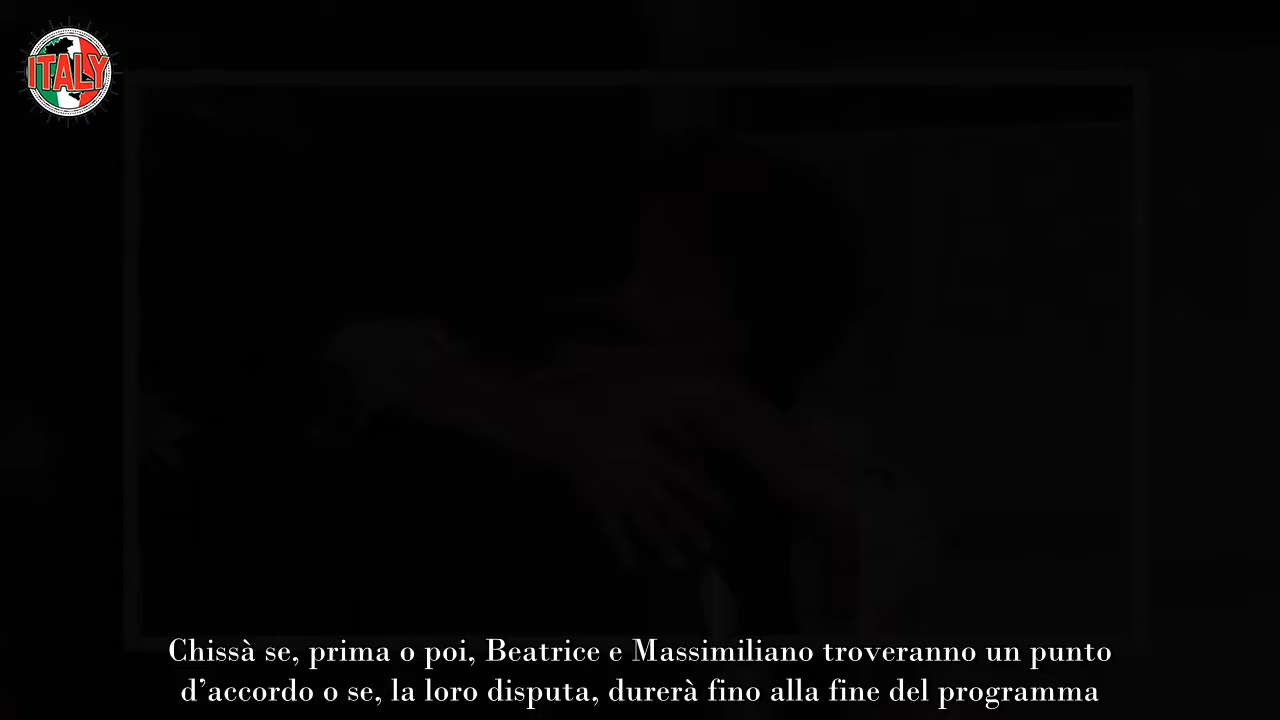 ITALY
Chissà se, prima o poi, Beatrice e Massimiliano troveranno un punto
d’accordo o se, la loro disputa, durerà fino alla fine del programma